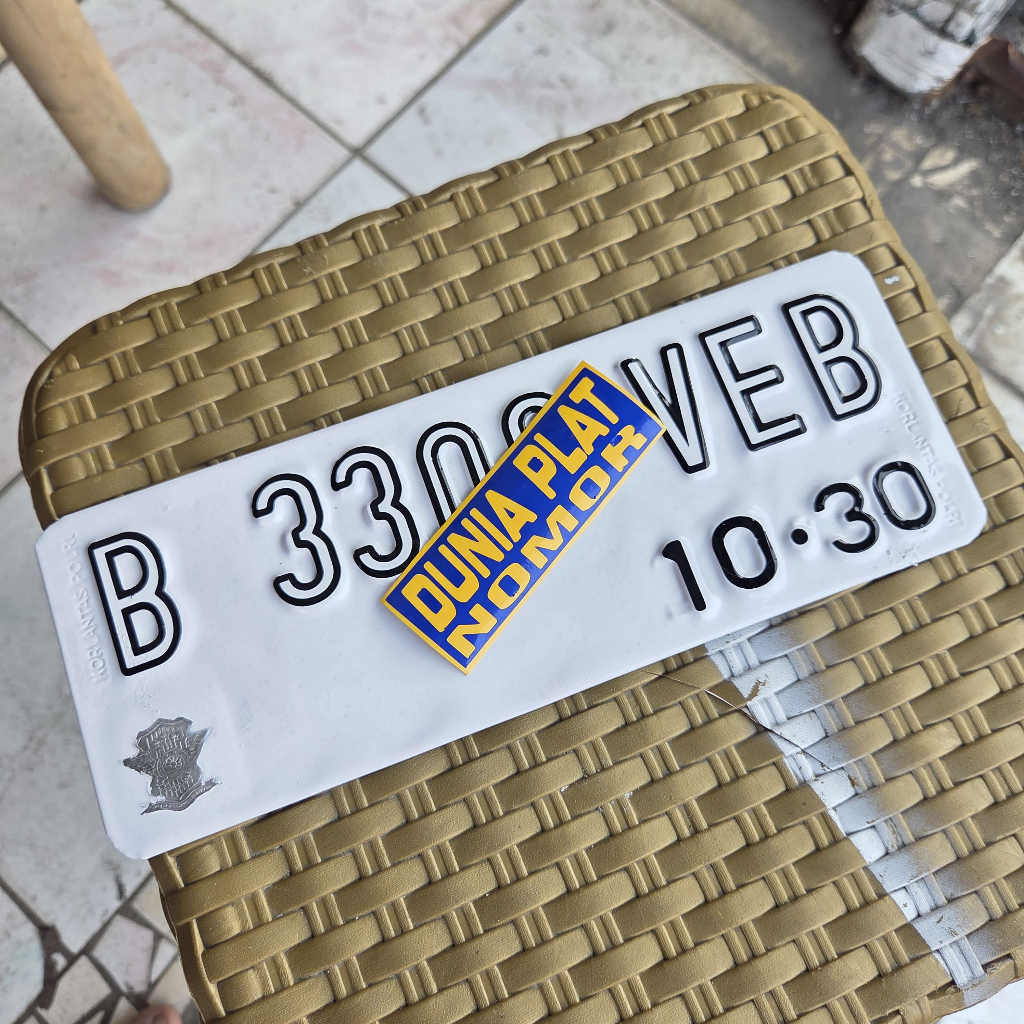 B 330 VEB
10·30
DUNIA PLAT
NOMOR
KORLANTAS POLRI
KORLANTAS POLRI